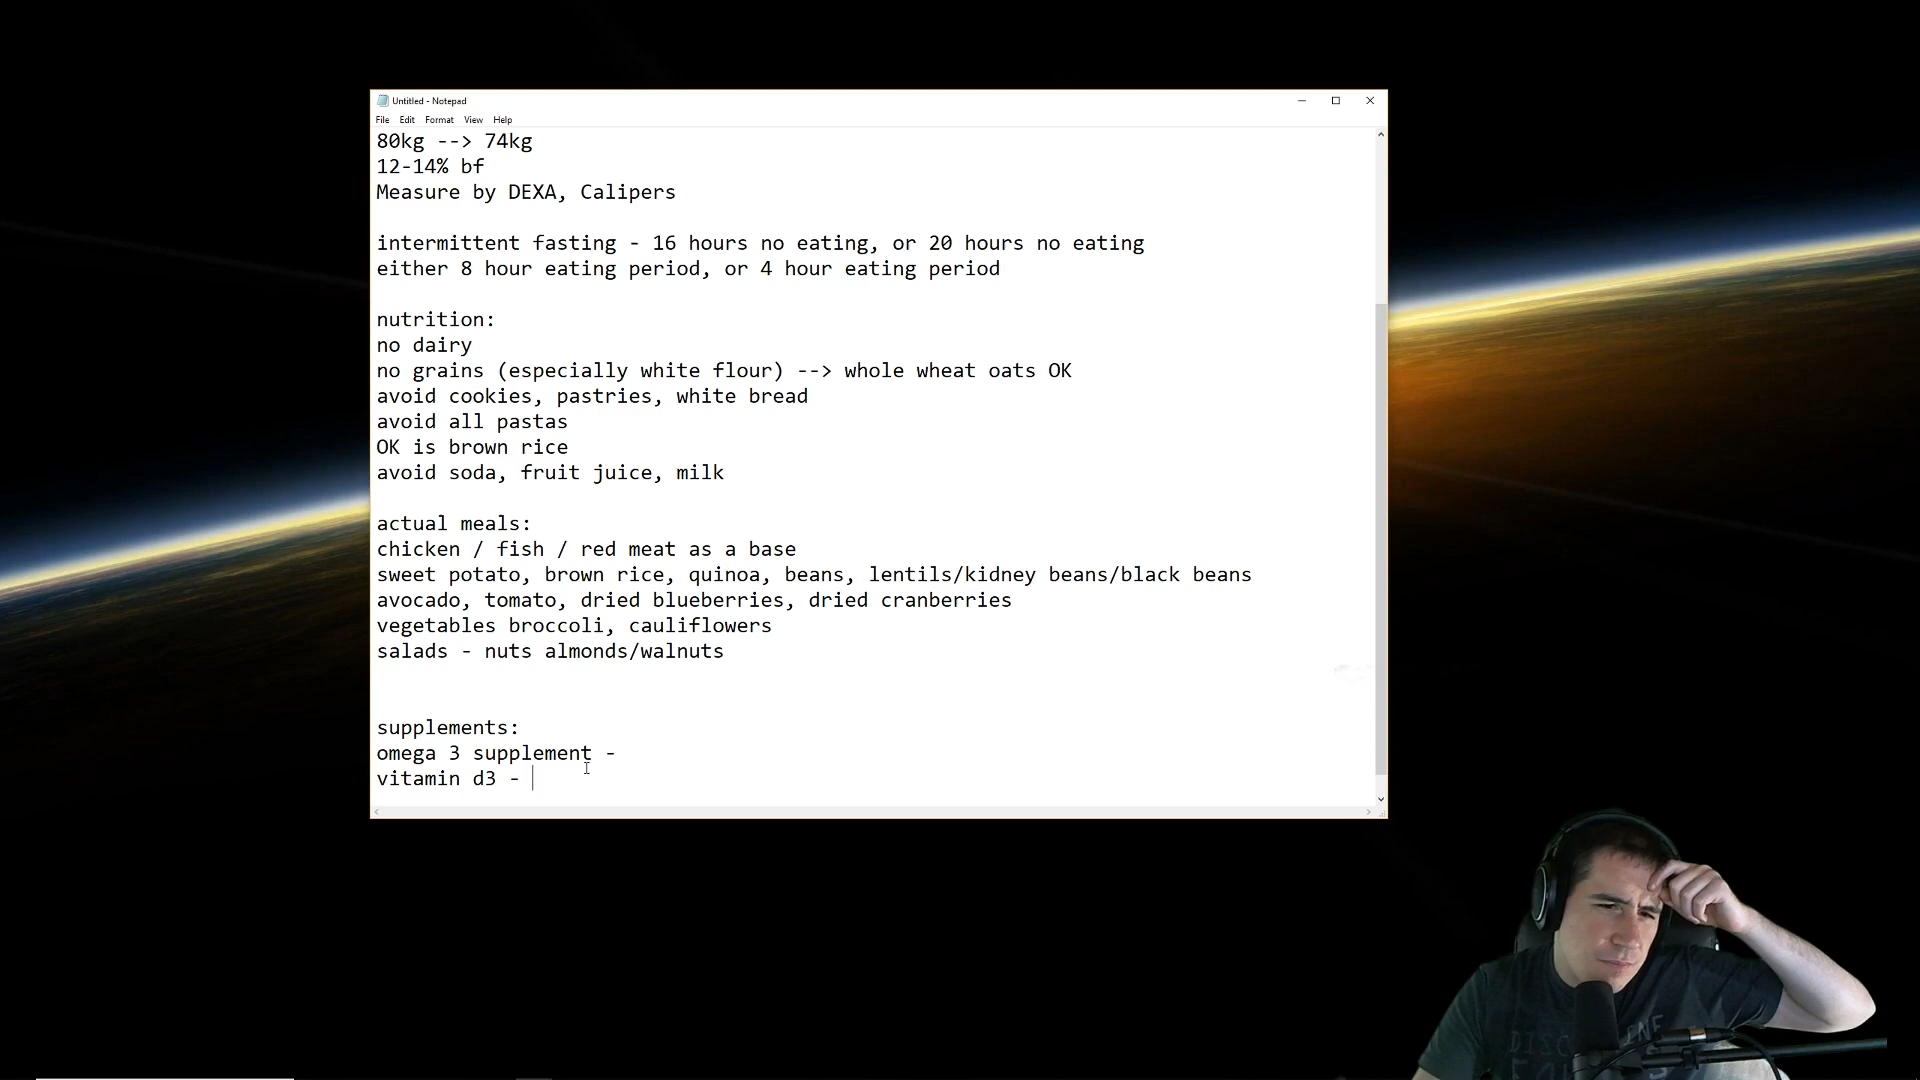 Untitled - Notepad
File Edit Format View Help
80kg --> 74kg
12-14% bf
Measure by DEXA, Calipers
intermittent fasting - 16 hours no eating, or 20 hours no eating
either 8 hour eating period, or 4 hour eating period
nutrition:
no dairy
no grains (especially white flour) --> whole wheat oats OK
avoid cookies, pastries, white bread
avoid all pastas
OK is brown rice
avoid soda, fruit juice, milk
actual meals:
chicken / fish / red meat as a base
sweet potato, brown rice, quinoa, beans, lentils/kidney beans/black beans
avocado, tomato, dried blueberries, dried cranberries
vegetables broccoli, cauliflowers
salads - nuts almonds/walnuts
supplements:
omega 3 supplement -
vitamin d3 -